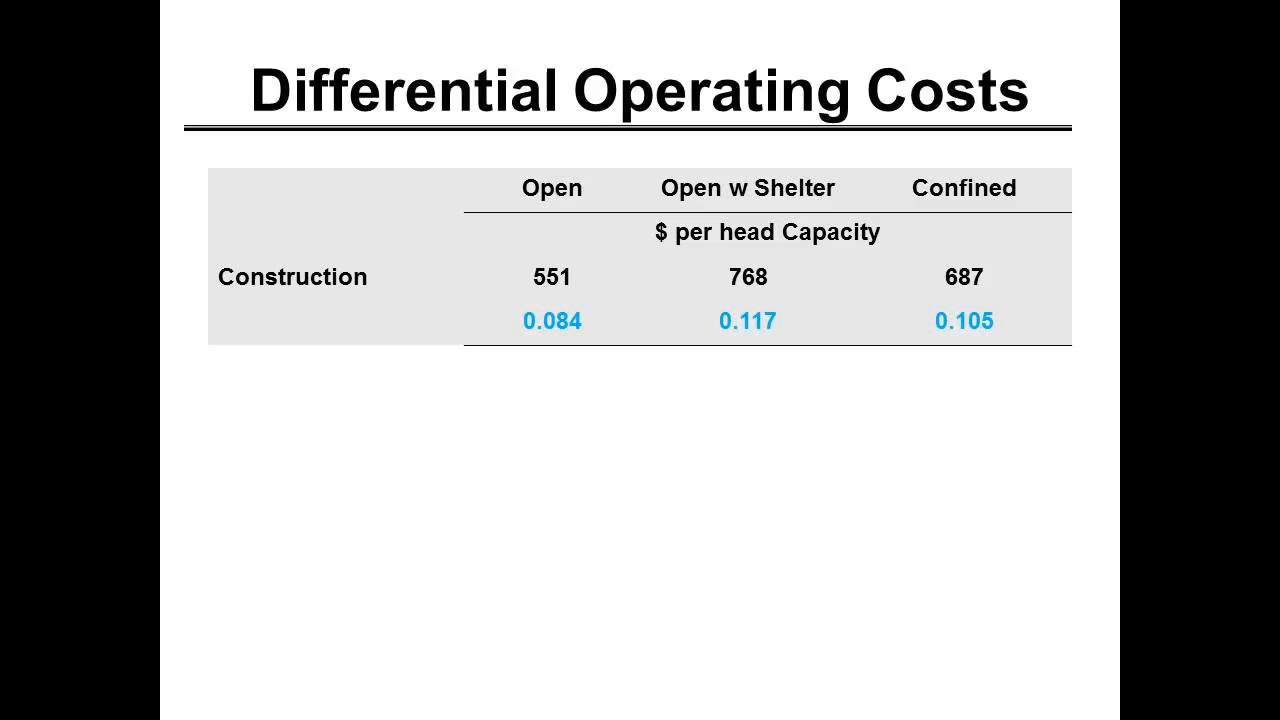 Differential Operating Costs
Open Open w Shelter Confined
$ per head Capacity
Construction 551 768 687
0.084 0.117 0.105